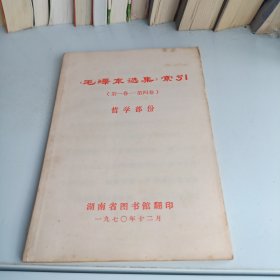 《毛泽东选集》索引
（第一卷—第四卷）
哲学部份
湖南省图书馆翻印
一九七〇年十二月